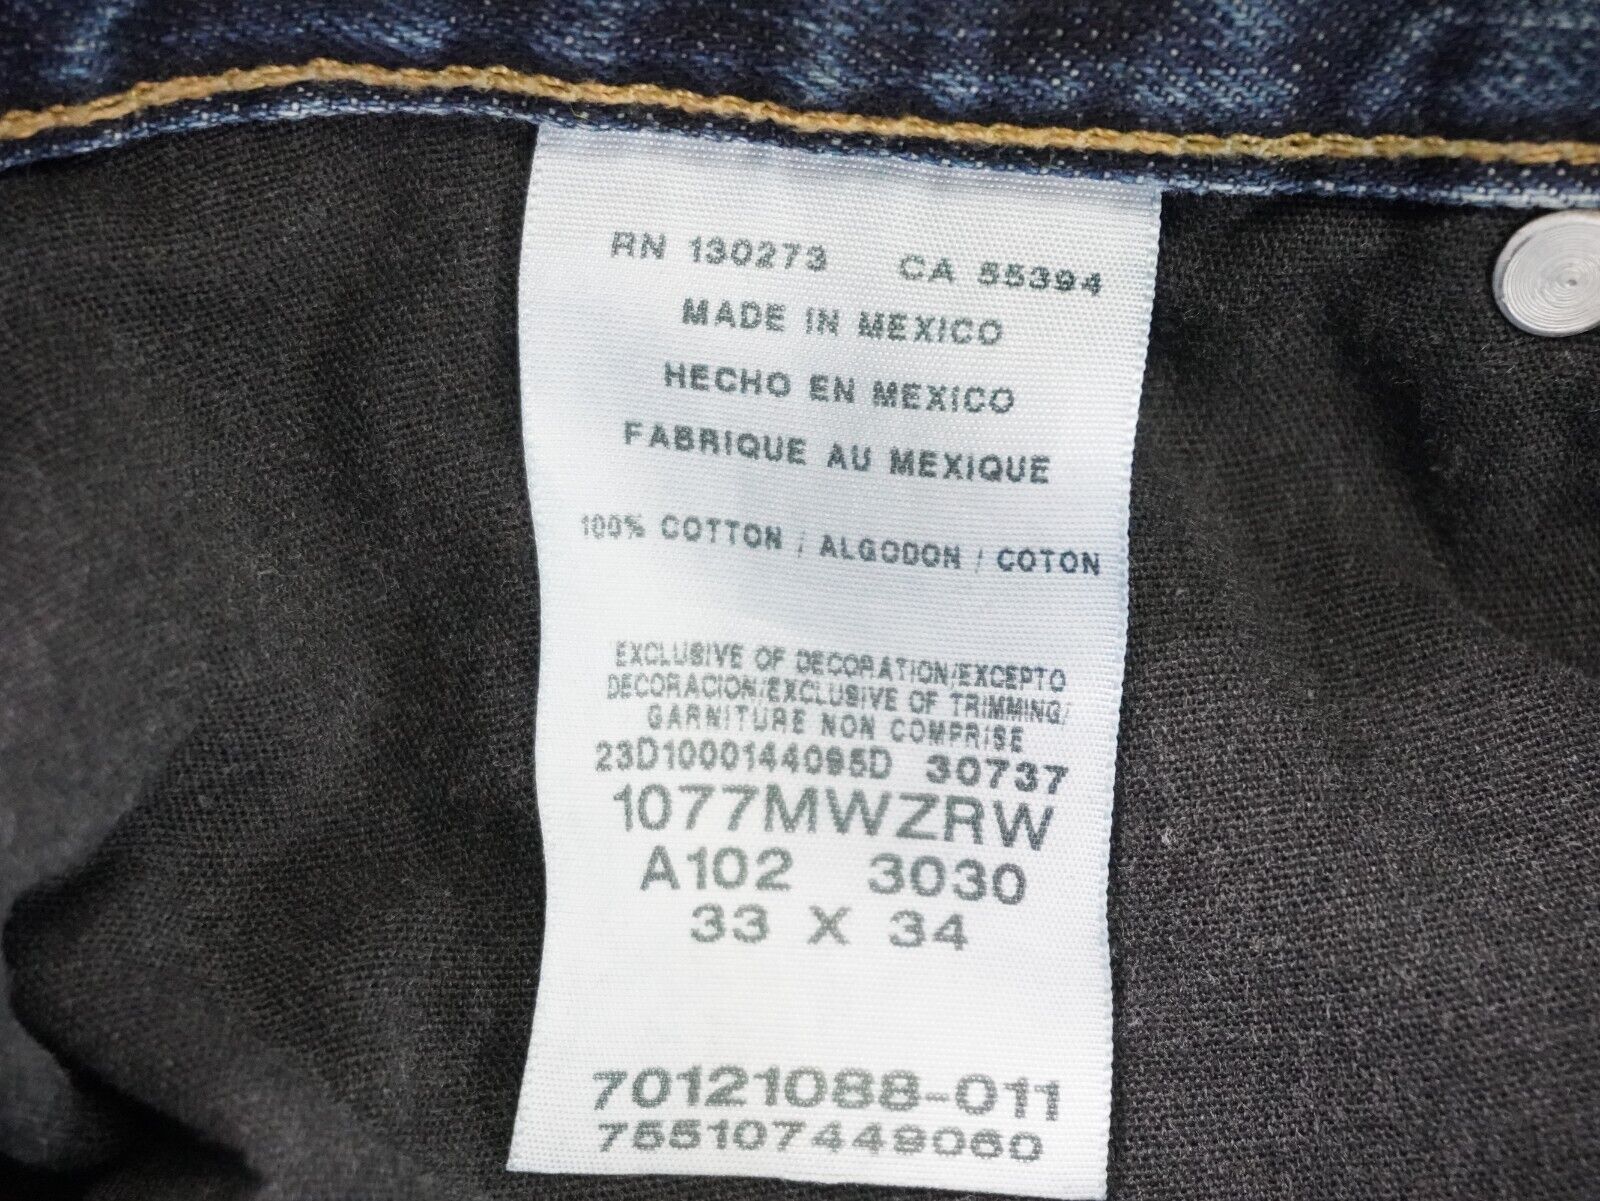 RN 130273 CA 55394
MADE IN MEXICO
HECHO EN MEXICO
FABRIQUE AU MEXIQUE
100% COTTON / ALGODON / COTON
EXCLUSIVE OF DECORATION/EXCEPTO
DECORACION/EXCLUSIVE OF TRIMMING/
GARNITURE NON COMPRISE
23D1000144095D 30737
1077MWZRW
A102 3030
33 X 34
70121088-011
755107449060